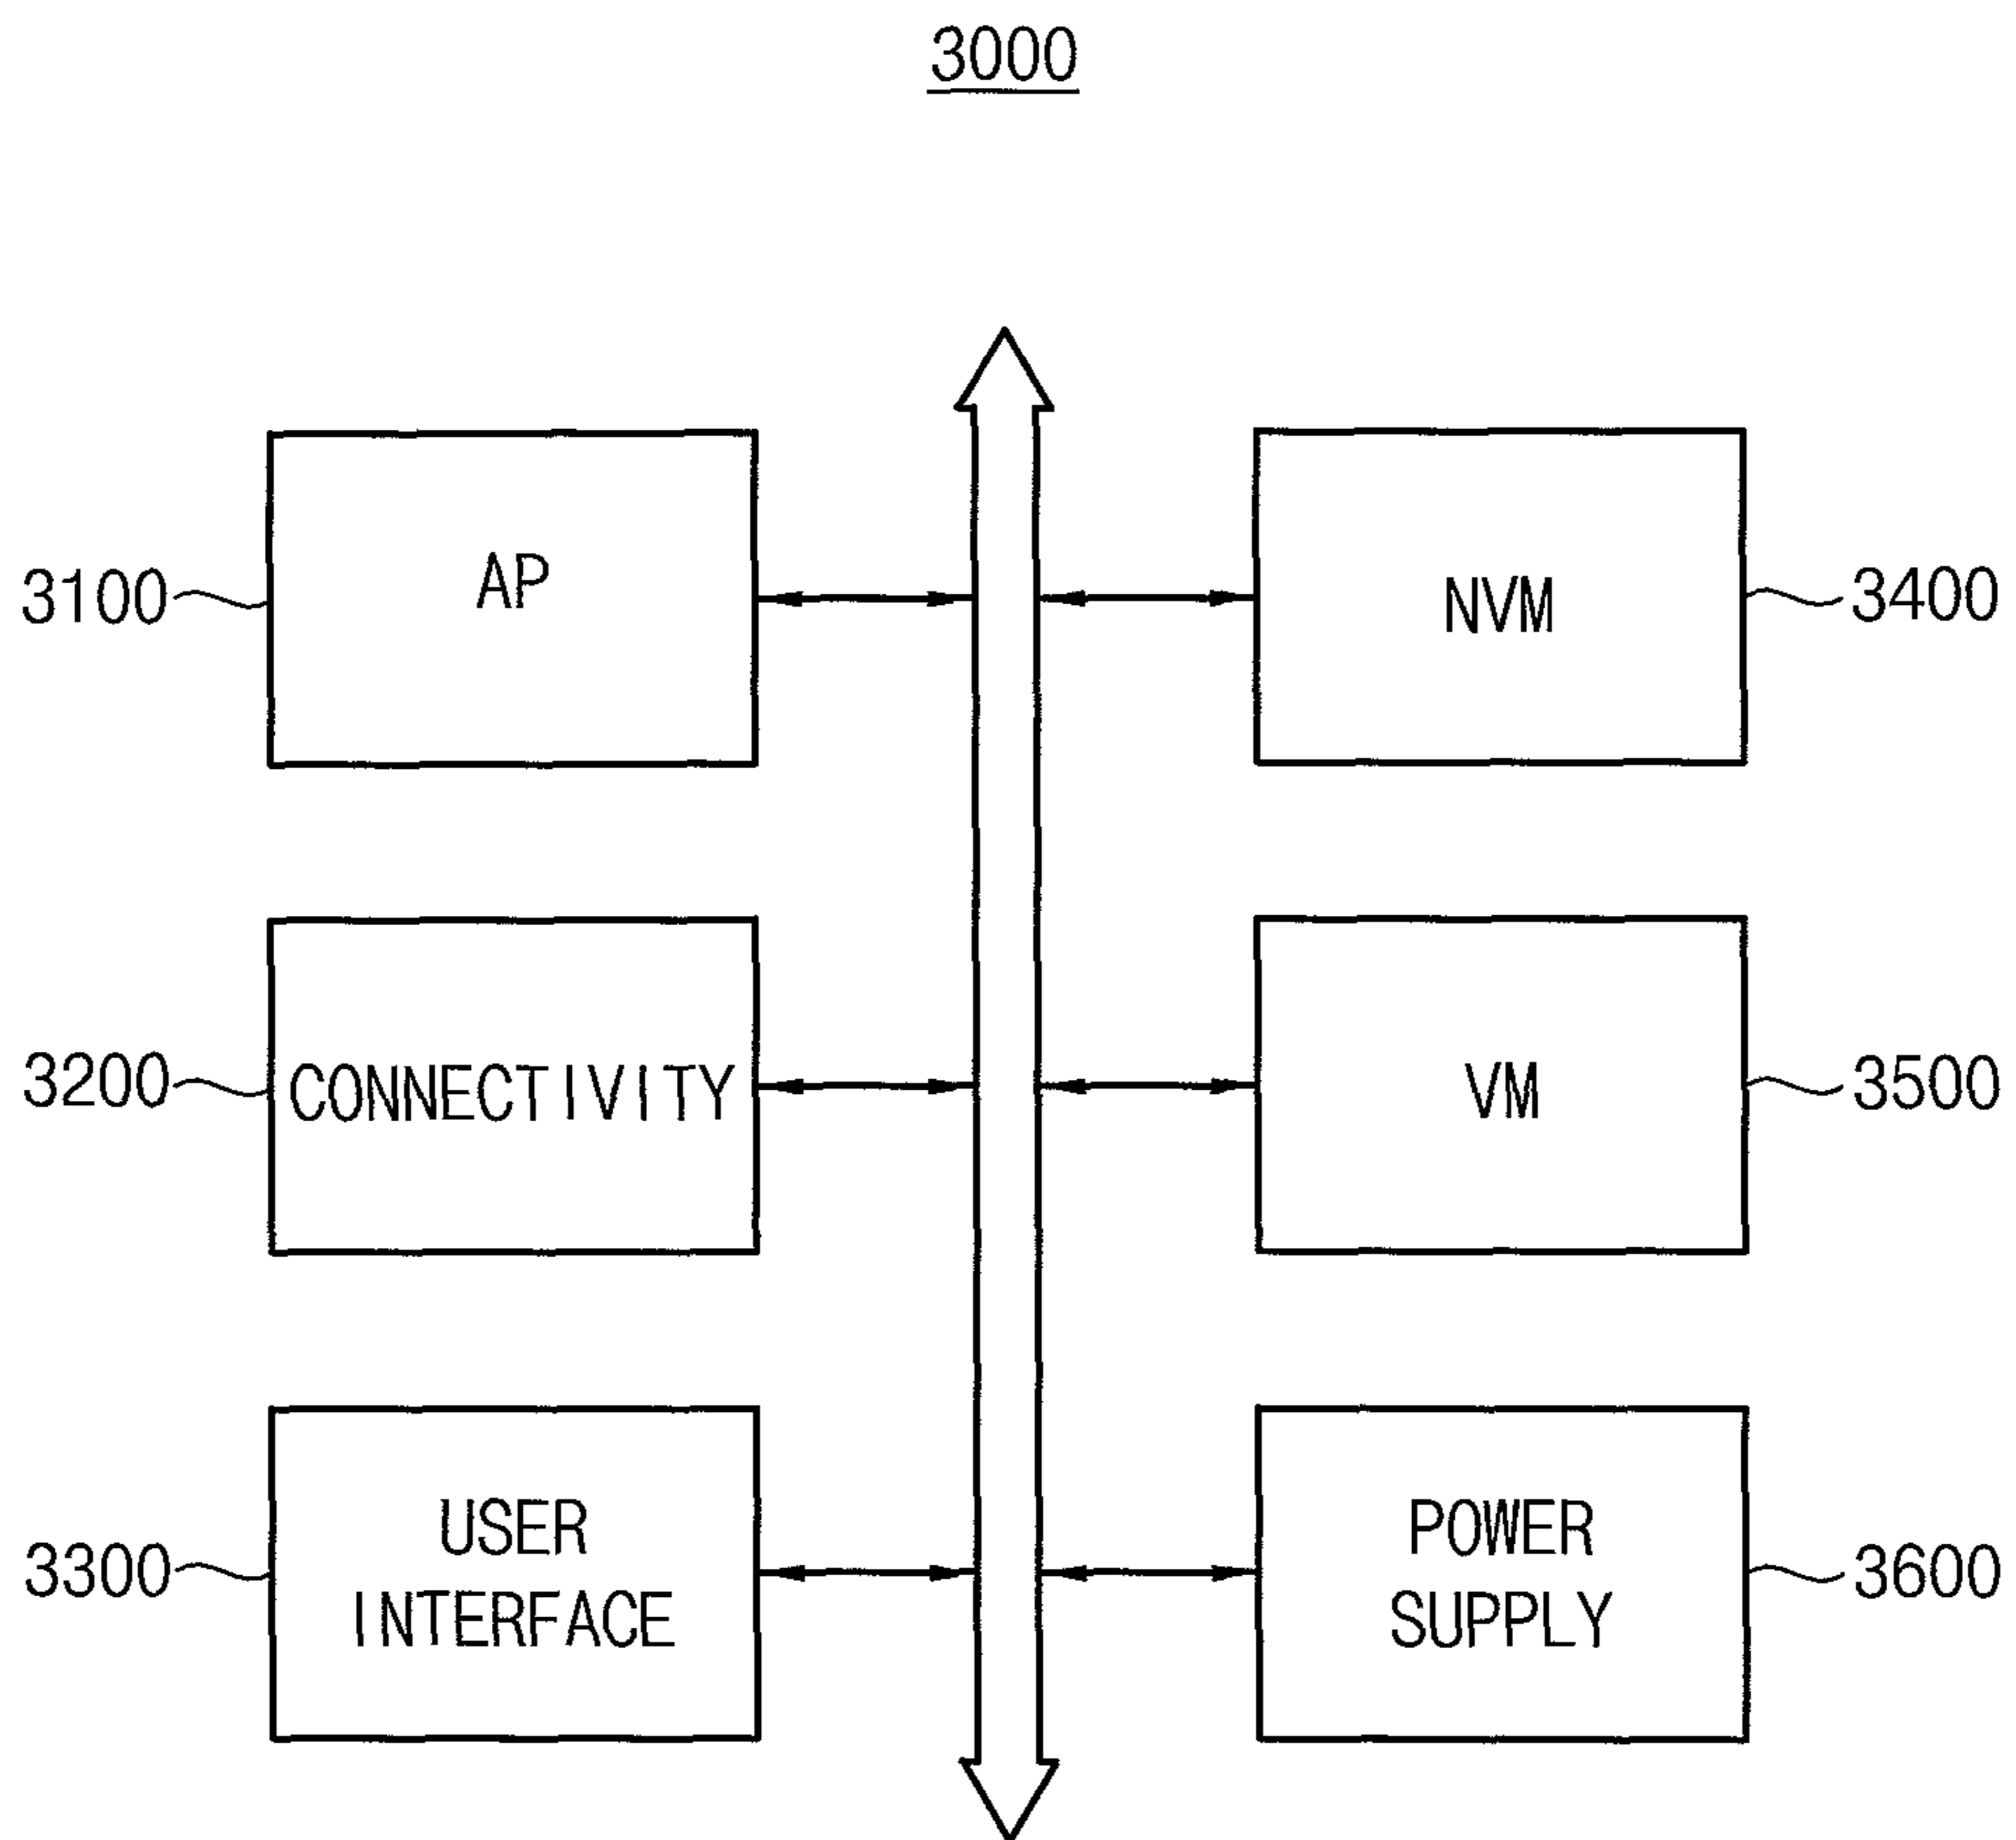 3000
AP
3100
NVM
3400
CONNECTIVITY
3200
VM
3500
USER
INTERFACE
3300
POWER
SUPPLY
3600